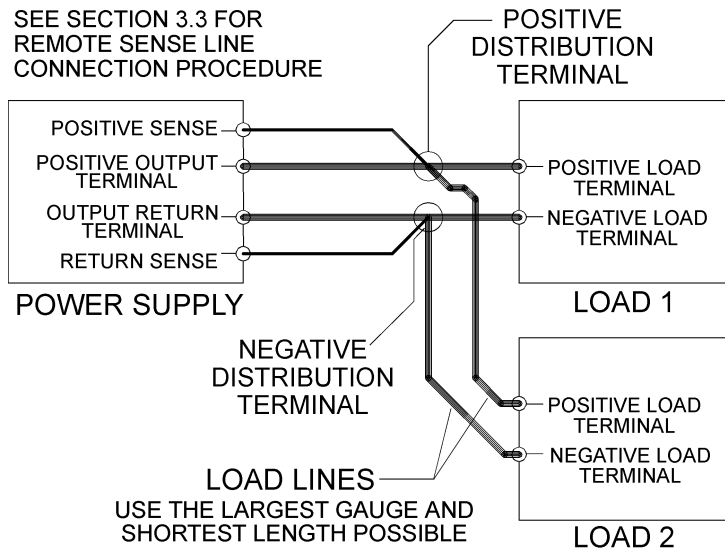 SEE SECTION 3.3 FOR
REMOTE SENSE LINE
CONNECTION PROCEDURE
POSITIVE
DISTRIBUTION
TERMINAL
POSITIVE SENSE
POSITIVE OUTPUT
TERMINAL
OUTPUT RETURN
TERMINAL
RETURN SENSE
POWER SUPPLY
POSITIVE LOAD
TERMINAL
NEGATIVE LOAD
TERMINAL
LOAD 1
NEGATIVE
DISTRIBUTION
TERMINAL
POSITIVE LOAD
TERMINAL
NEGATIVE LOAD
TERMINAL
LOAD 2
LOAD LINES
USE THE LARGEST GAUGE AND
SHORTEST LENGTH POSSIBLE